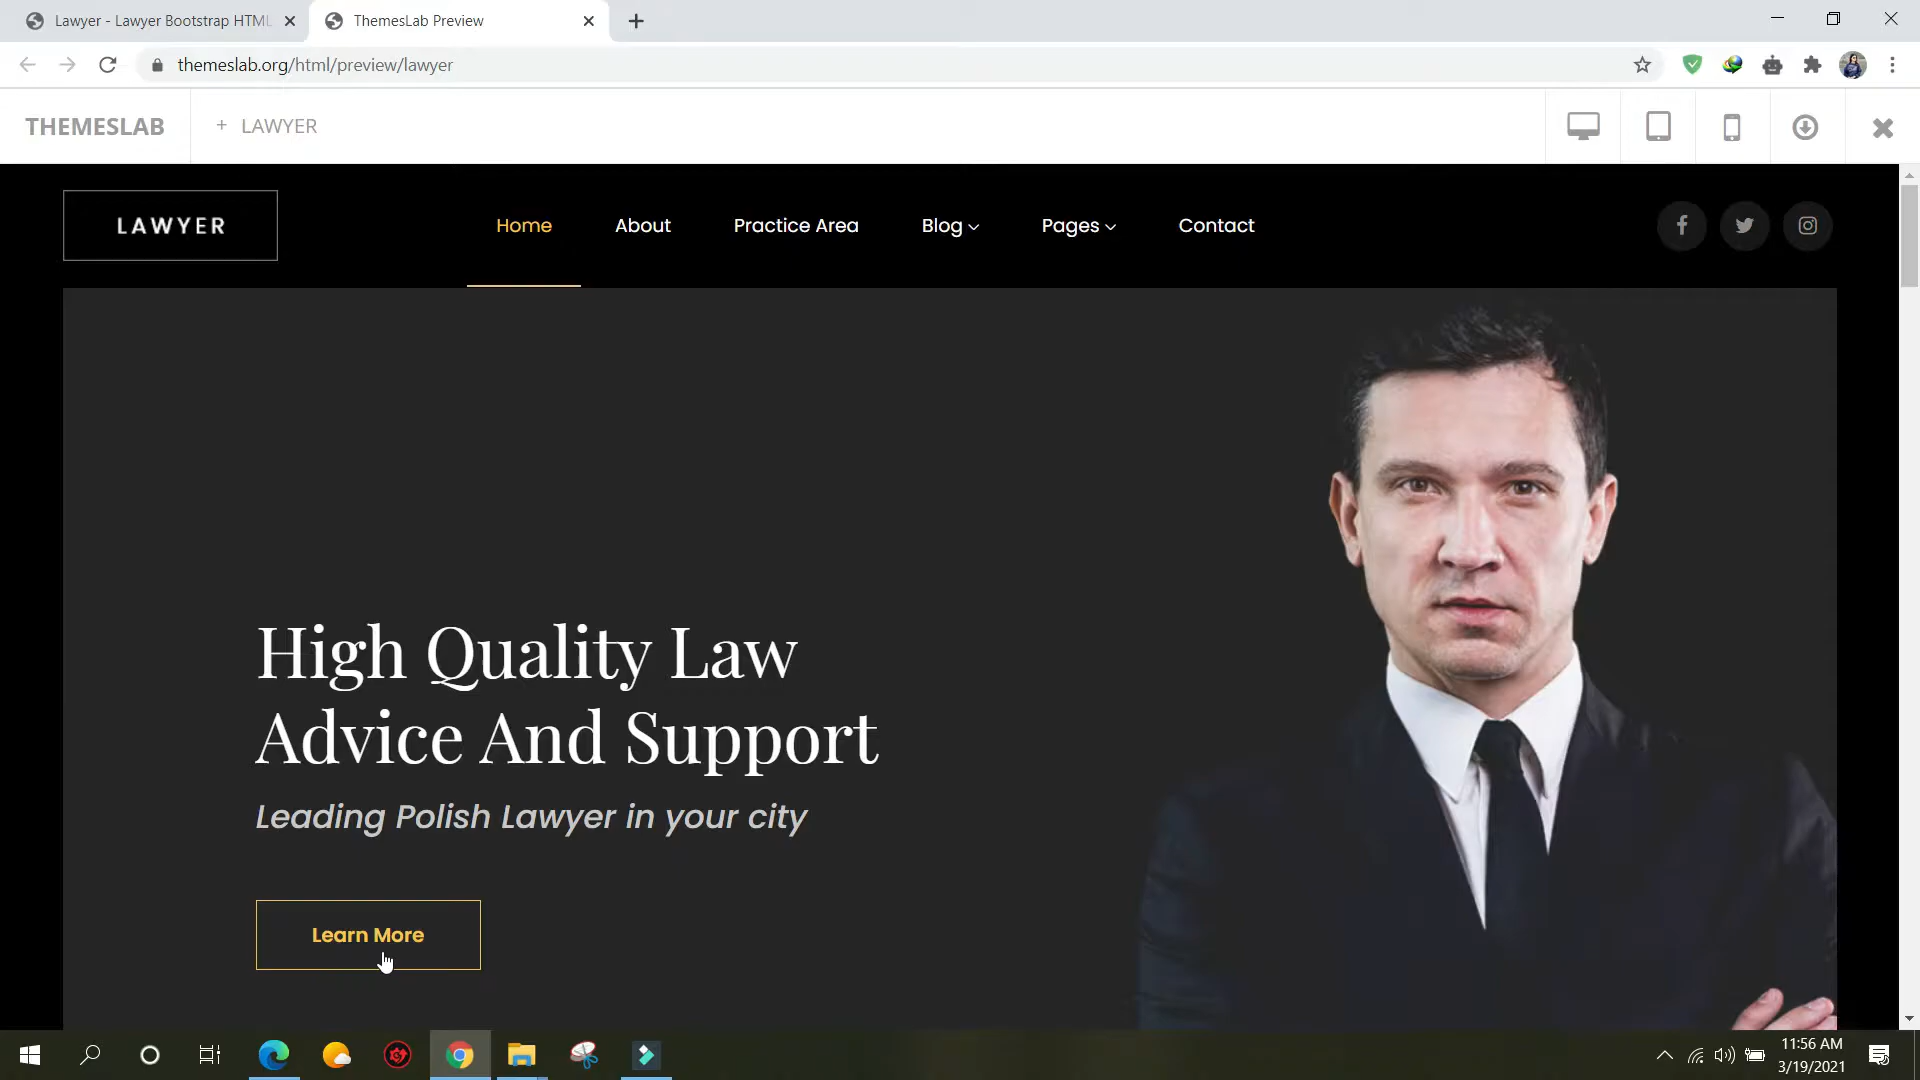 Lawyer - Lawyer Bootstrap HTML
ThemesLab Preview
themeslab.org/html/preview/lawyer
THEMESLAB
+ LAWYER
LAWYER
Home
About
Practice Area
Blog
Pages
Contact
High Quality Law
Advice And Support
Leading Polish Lawyer in your city
Learn More
11:56 AM
3/19/2021